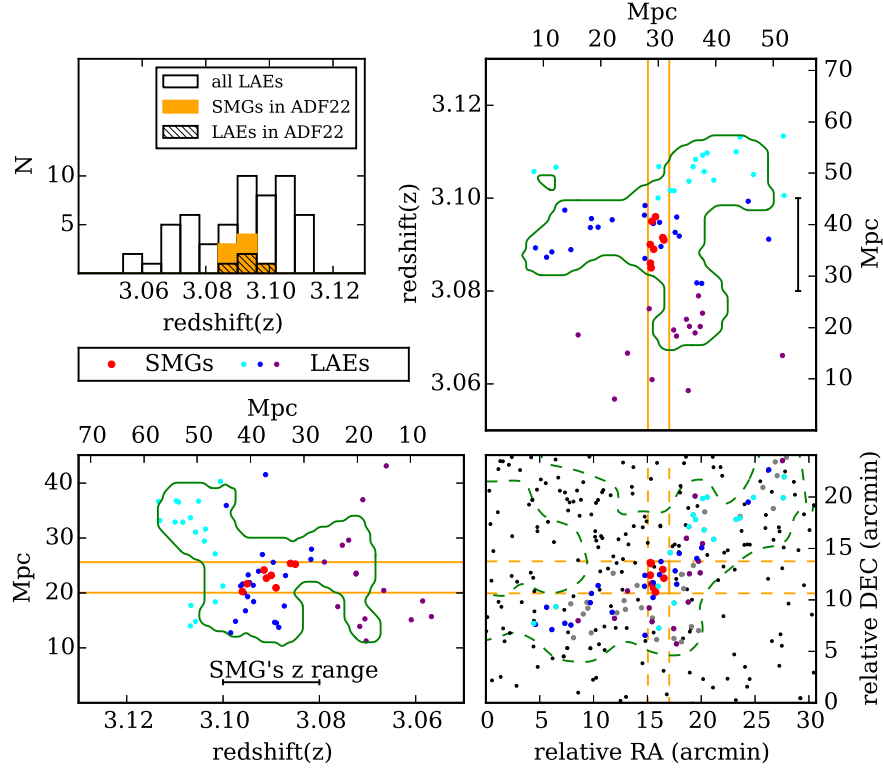 Mpc
10 20 30 40 50
all LAEs
SMGs in ADF22
LAEs in ADF22
N
10
5
3.06 3.08 3.10 3.12
redshift(z)
3.12
3.10
3.08
3.06
redshift(z)
70
60
50
40
30
20
10
Mpc
SMGs LAEs
Mpc
70 60 50 40 30 20 10
40
30
20
10
Mpc
SMG's z range
3.12 3.10 3.08 3.06
redshift(z)
20
15
10
5
0
relative DEC (arcmin)
0 5 10 15 20 25 30
relative RA (arcmin)